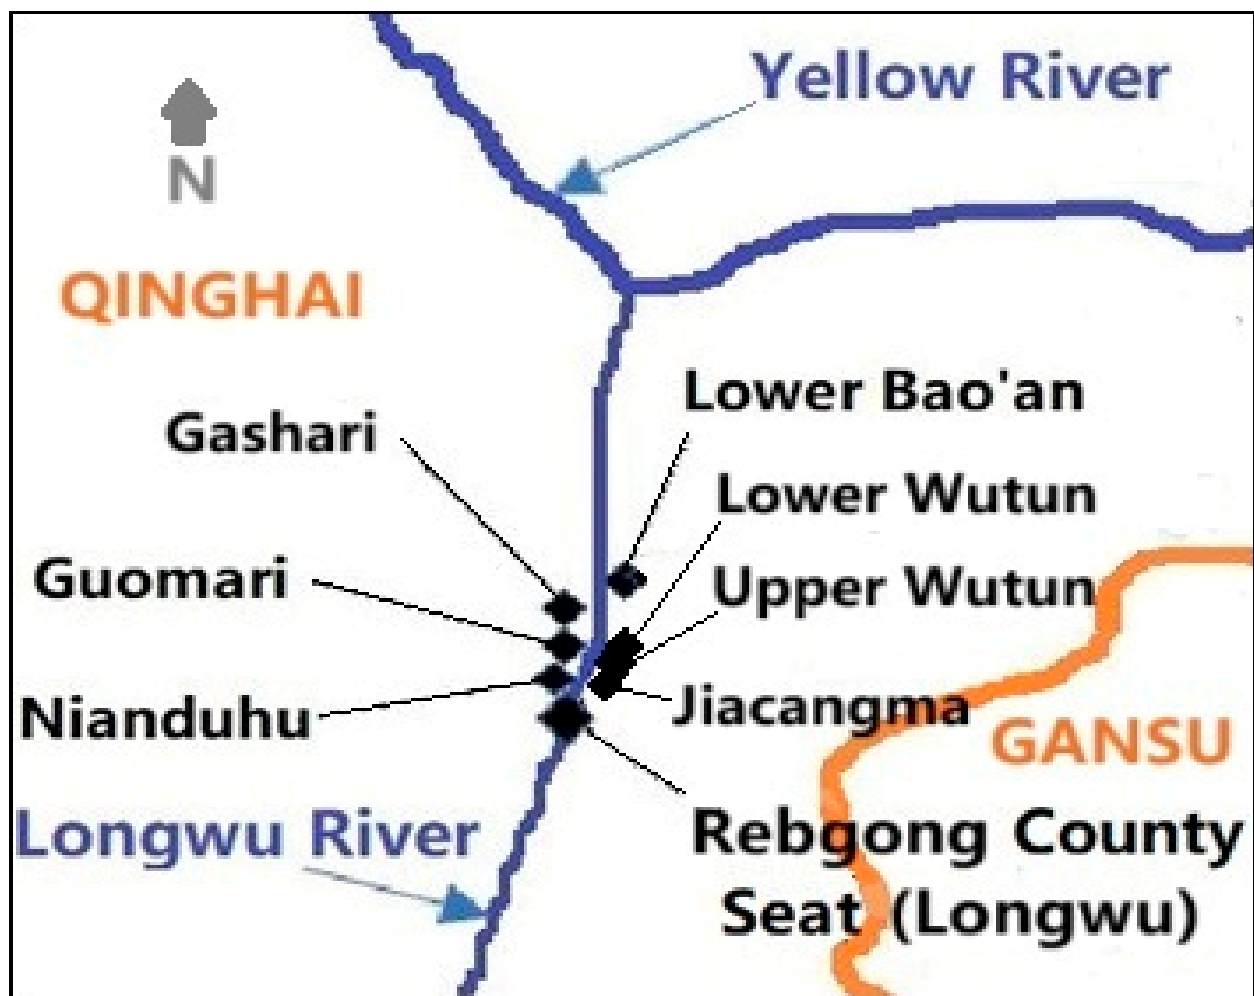 Yellow River
N
QINGHAI
Lower Bao'an
Gashari
Lower Wutun
Guomari
Upper Wutun
Nianduhu
Jiacangma
GANSU
Longwu River
Rebgong County
Seat (Longwu)